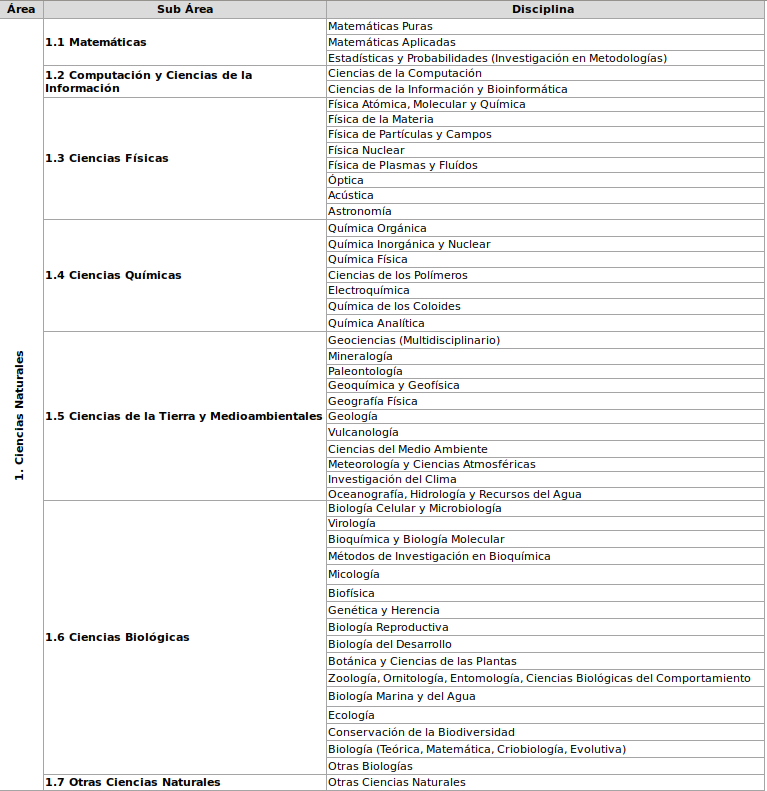 Área Sub Área Disciplina
1. Ciencias Naturales
1.1 Matemáticas
Matemáticas Puras
Matemáticas Aplicadas
Estadísticas y Probabilidades (Investigación en Metodologías)
1.2 Computación y Ciencias de la
Información
Ciencias de la Computación
Ciencias de la Información y Bioinformática
1.3 Ciencias Físicas
Física Atómica, Molecular y Química
Física de la Materia
Física de Partículas y Campos
Física Nuclear
Física de Plasmas y Fluídos
Óptica
Acústica
Astronomía
1.4 Ciencias Químicas
Química Orgánica
Química Inorgánica y Nuclear
Química Física
Ciencias de los Polímeros
Electroquímica
Química de los Coloides
Química Analítica
1.5 Ciencias de la Tierra y Medioambientales
Geociencias (Multidisciplinario)
Mineralogía
Paleontología
Geoquímica y Geofísica
Geografía Física
Geología
Vulcanología
Ciencias del Medio Ambiente
Meteorología y Ciencias Atmosféricas
Investigación del Clima
Oceanografía, Hidrología y Recursos del Agua
1.6 Ciencias Biológicas
Biología Celular y Microbiología
Virología
Bioquímica y Biología Molecular
Métodos de Investigación en Bioquímica
Micología
Biofísica
Genética y Herencia
Biología Reproductiva
Biología del Desarrollo
Botánica y Ciencias de las Plantas
Zoología, Ornitología, Entomología, Ciencias Biológicas del Comportamiento
Biología Marina y del Agua
Ecología
Conservación de la Biodiversidad
Biología (Teórica, Matemática, Criobiología, Evolutiva)
Otras Biologías
1.7 Otras Ciencias Naturales
Otras Ciencias Naturales